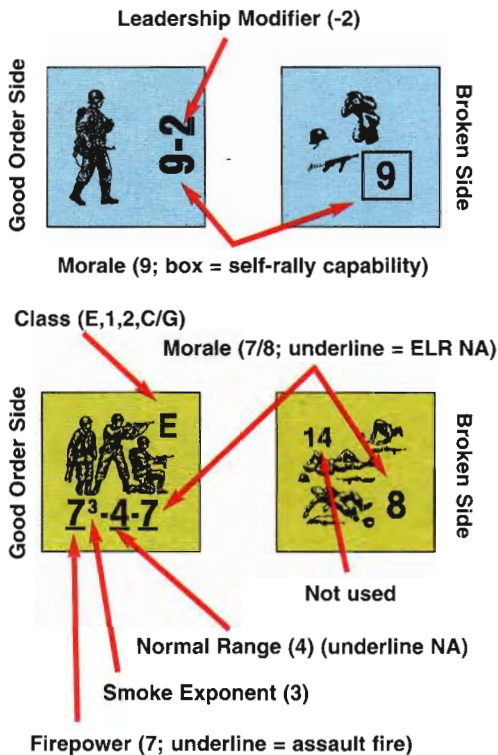 Leadership Modifier (-2)
Good Order Side
9-2
9
Broken Side
Morale (9; box = self-rally capability)
Class (E,1,2,C/G)
Morale (7/8; underline = ELR NA)
Good Order Side
E
7³-4-7
14
8
Broken Side
Not used
Normal Range (4) (underline NA)
Smoke Exponent (3)
Firepower (7; underline = assault fire)